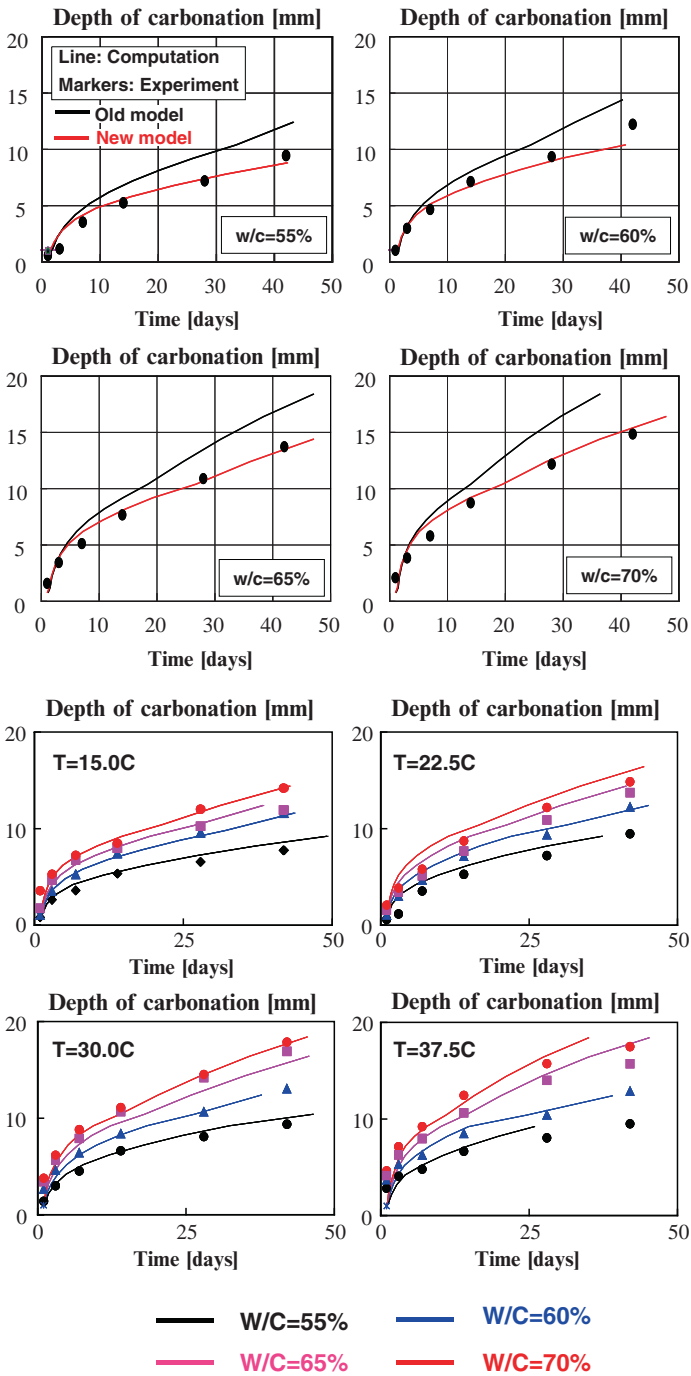 Depth of carbonation [mm]
20
15
10
5
0
Line: Computation
Markers: Experiment
Old model
New model
w/c=55%
0 10 20 30 40 50
Time [days]
Depth of carbonation [mm]
20
15
10
5
0
w/c=60%
0 10 20 30 40 50
Time [days]
Depth of carbonation [mm]
20
15
10
5
0
w/c=65%
0 10 20 30 40 50
Time [days]
Depth of carbonation [mm]
20
15
10
5
0
w/c=70%
0 10 20 30 40 50
Time [days]
Depth of carbonation [mm]
20
10
0
T=15.0C
0 25 50
Time [days]
Depth of carbonation [mm]
20
10
0
T=22.5C
0 25 50
Time [days]
Depth of carbonation [mm]
20
10
0
T=30.0C
0 25 50
Time [days]
Depth of carbonation [mm]
20
10
0
T=37.5C
0 25 50
Time [days]
W/C=55%
W/C=60%
W/C=65%
W/C=70%